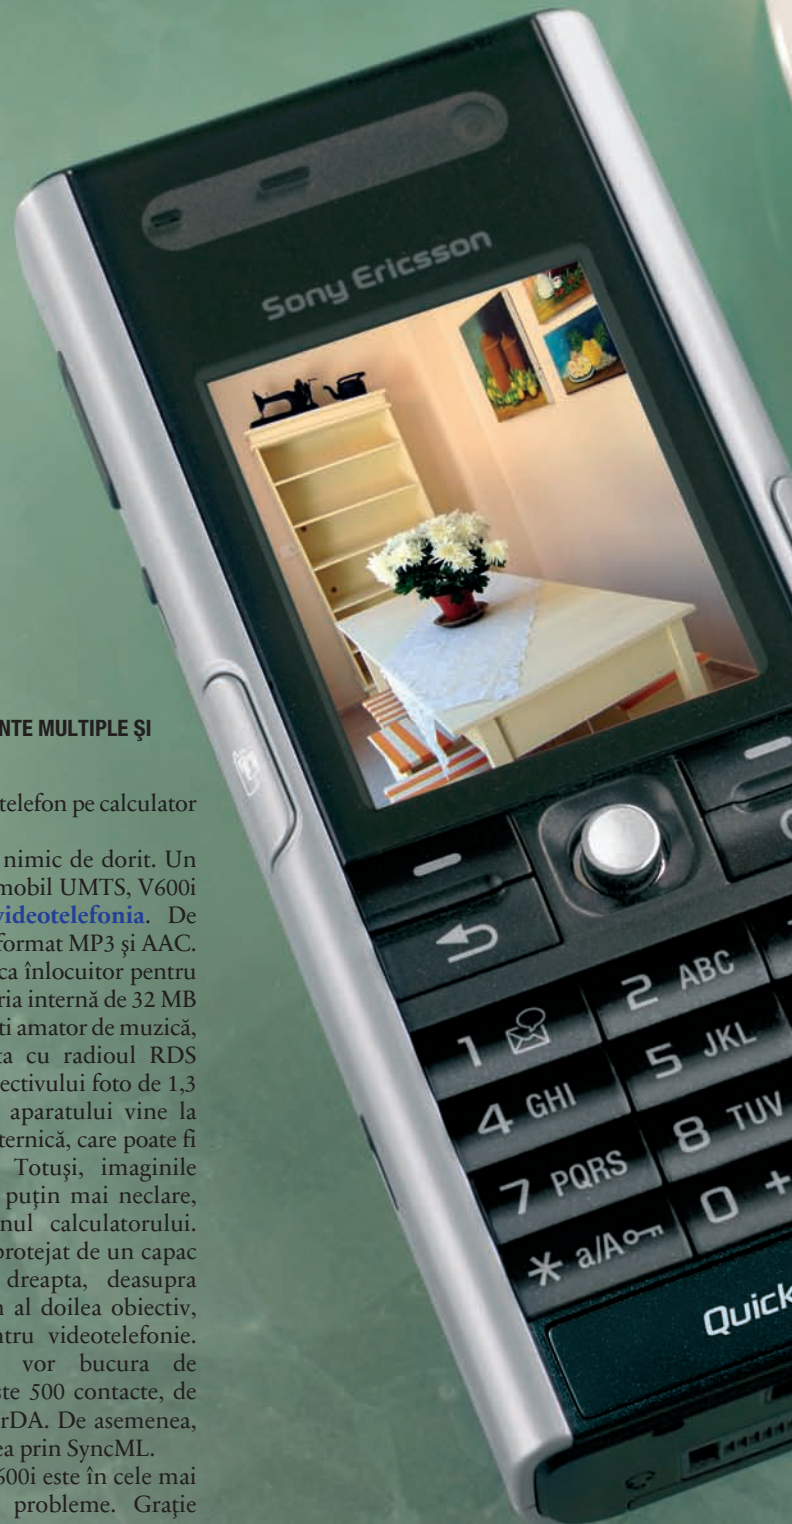 Sony Ericsson
NTE MULTIPLE ŞI
telefon pe calculator
nimic de dorit. Un
mobil UMTS, V600i
videotelefonia. De
format MP3 şi AAC.
ca înlocuitor pentru
ria internă de 32 MB
ti amator de muzică,
ta cu radioul RDS
ectivului foto de 1,3
aparatului vine la
ternică, care poate fi
Totuşi, imaginile
puţin mai neclare,
nul calculatorului.
protejat de un capac
dreapta, deasupra
al doilea obiectiv,
ntru videotelefonie.
vor bucura de
ste 500 contacte, de
rDA. De asemenea,
ea prin SyncML.
600i este în cele mai
probleme. Graţie
1 2 ABC
4 GHI 5 JKL
7 PQRS 8 TUV
* a/A 0 +
Quick